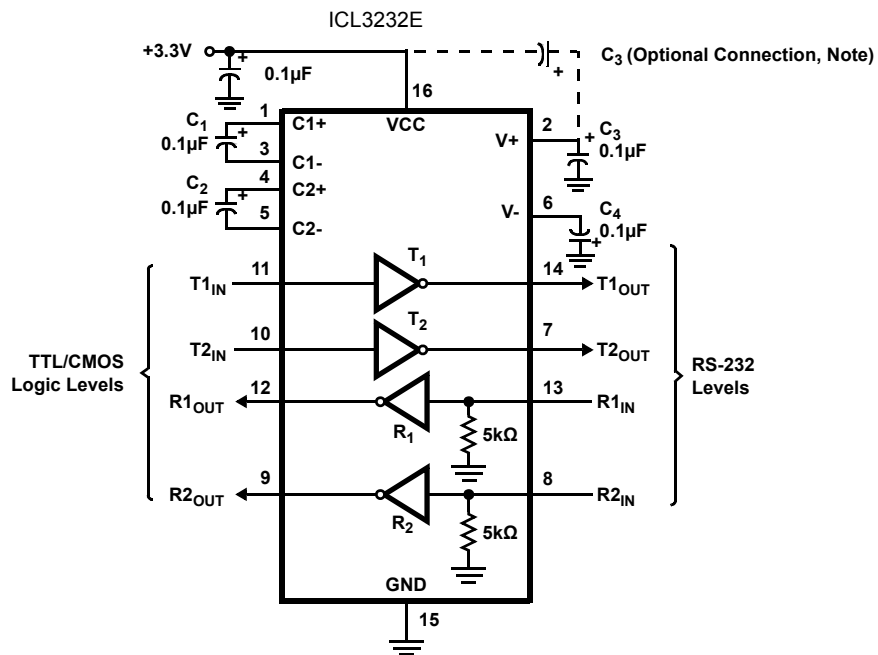 ICL3232E
+3.3V
+
0.1µF
+
C3 (Optional Connection, Note)
16
VCC
C1
0.1µF
+
1
C1+
3
C1-
C2
0.1µF
+
4
C2+
5
C2-
2
V+
+
C3
0.1µF
6
V-
C4
0.1µF
+
TTL/CMOS
Logic Levels
T1IN
11
T1
14
T1OUT
T2IN
10
T2
7
T2OUT
R1OUT
12
R1
5kΩ
13
R1IN
R2OUT
9
R2
5kΩ
8
R2IN
RS-232
Levels
GND
15